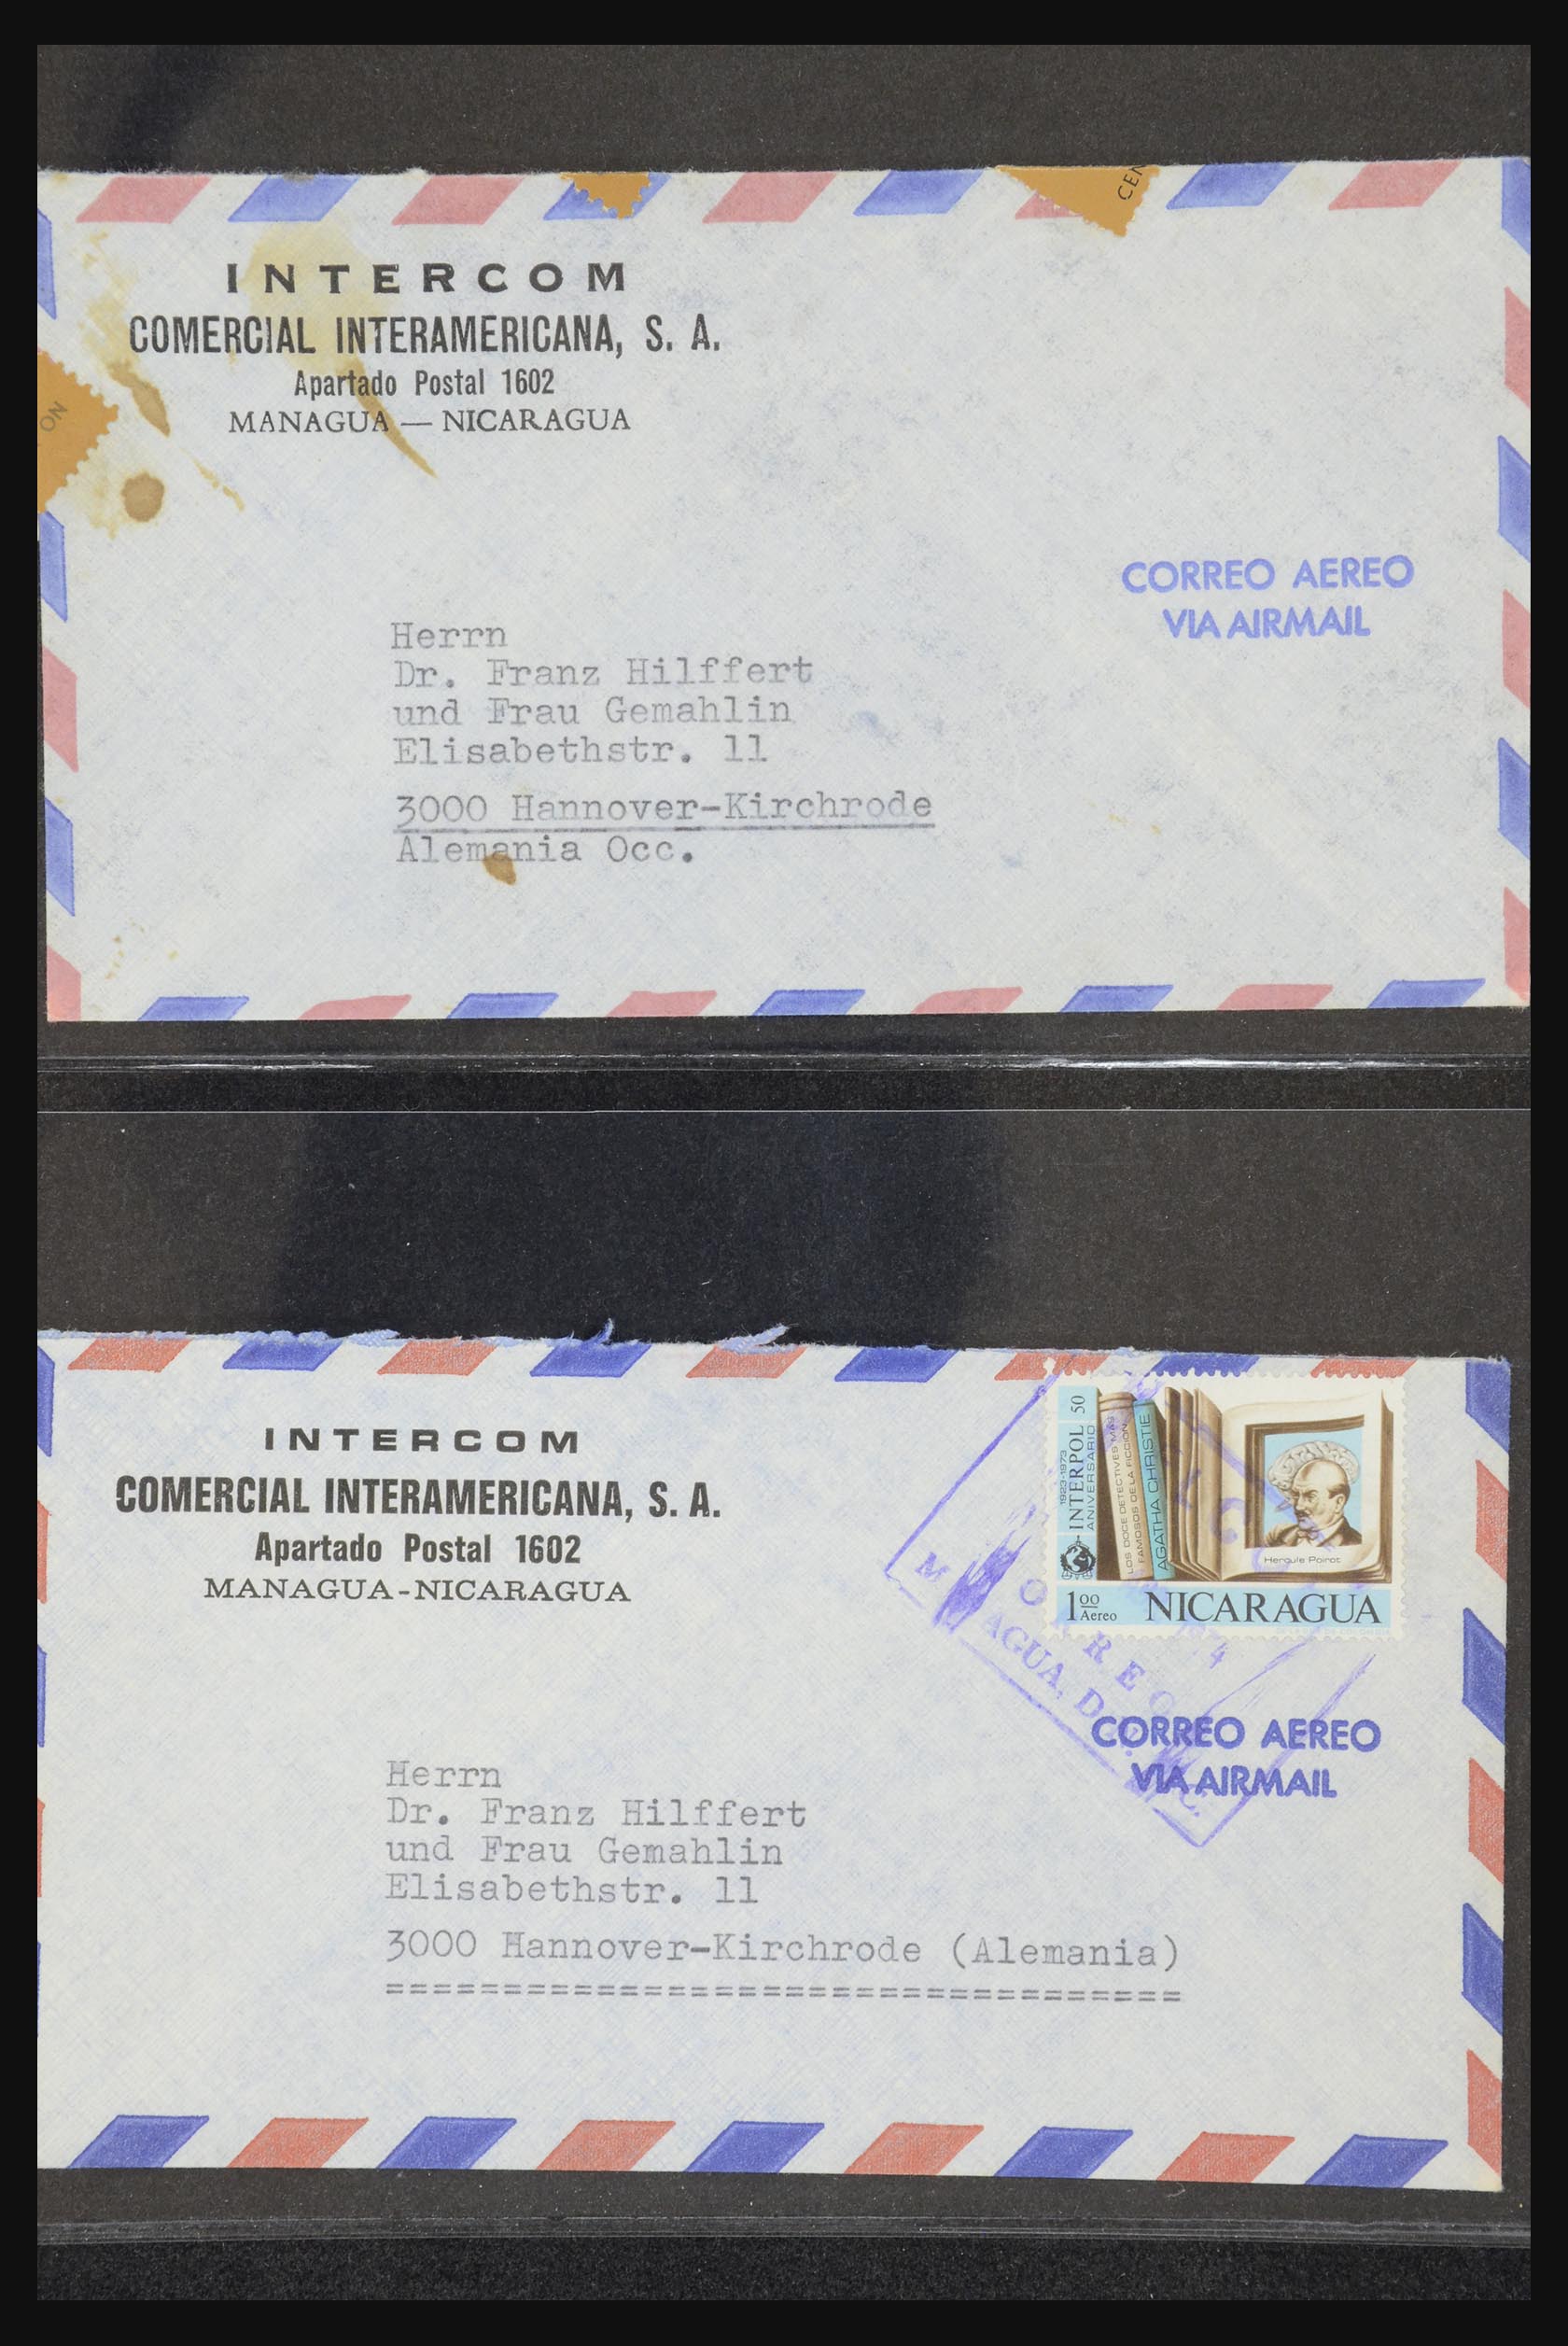 CEN
INTERCOM
COMERCIAL INTERAMERICANA, S. A.
Apartado Postal 1602
MANAGUA — NICARAGUA
ON
CORREO AEREO
VIA AIRMAIL
Herrn
Dr. Franz Hilffert
und Frau Gemahlin
Elisabethstr. 11
3000 Hannover-Kirchrode
Alemania Occ.
INTERCOM
COMERCIAL INTERAMERICANA, S. A.
Apartado Postal 1602
MANAGUA-NICARAGUA
1923-1973
INTERPOL 50
ANIVERSARIO
LOS DOCE DETECTIVES MAS
FAMOSOS DE LA FICCION
AGATHA CHRISTIE
Hercule Poirot
1.00 Aereo NICARAGUA
CORREO AEREO
VIA AIRMAIL
Herrn
Dr. Franz Hilffert
und Frau Gemahlin
Elisabethstr. 11
3000 Hannover-Kirchrode (Alemania)
==================================